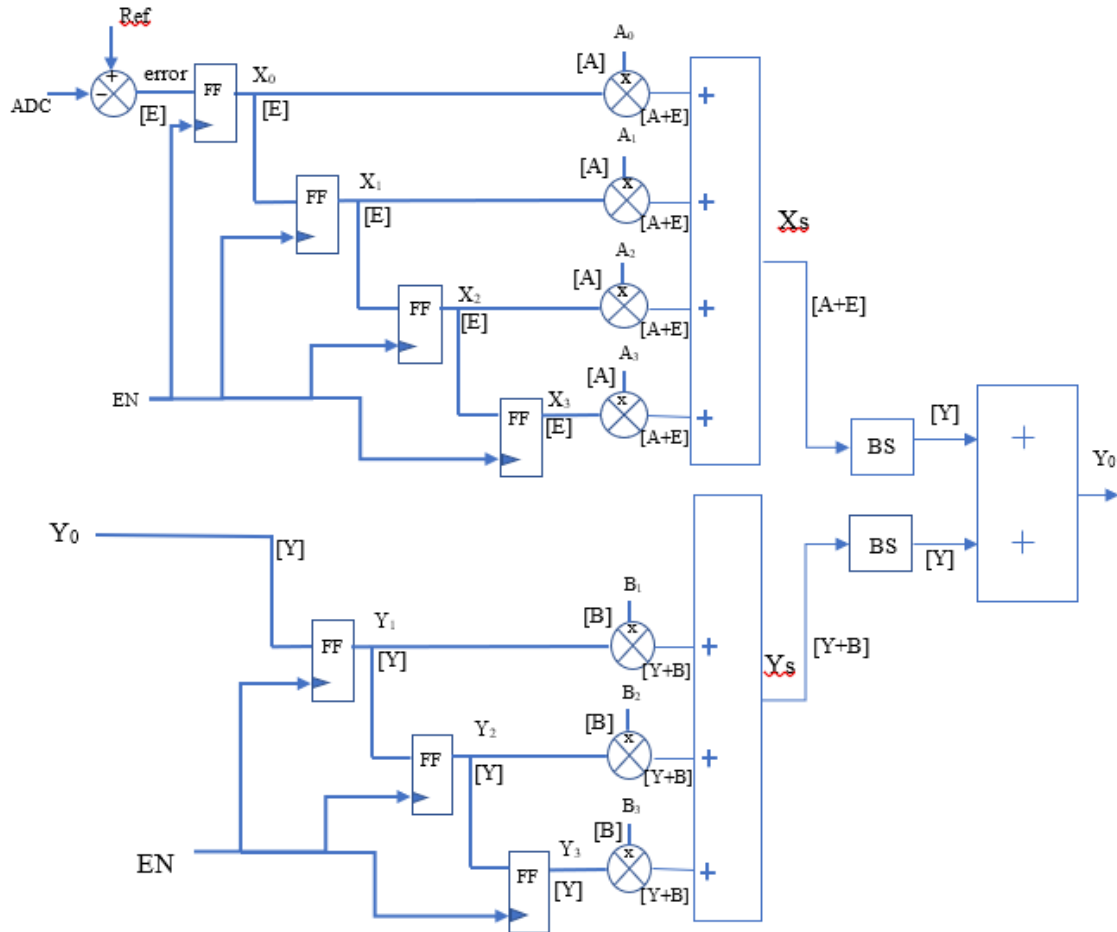 Ref
A₀
error
FF
X₀
[A]
x
+
+
−
ADC
[E]
[E]
[A+E]
A₁
[A]
x
FF
X₁
+
[E]
[A+E]
Xs
A₂
[A]
x
FF
X₂
+
[E]
[A+E]
[A+E]
A₃
[A]
x
EN
X₃
FF
[E]
[A+E]
+
[Y]
BS
+
Y₀
Y₀
[Y]
BS
[Y]
+
B₁
[B]
x
FF
Y₁
+
[Y]
[Y+B]
Ys
[Y+B]
B₂
[B]
x
FF
Y₂
+
[Y]
[Y+B]
B₃
[B]
x
EN
Y₃
FF
[Y]
[Y+B]
+